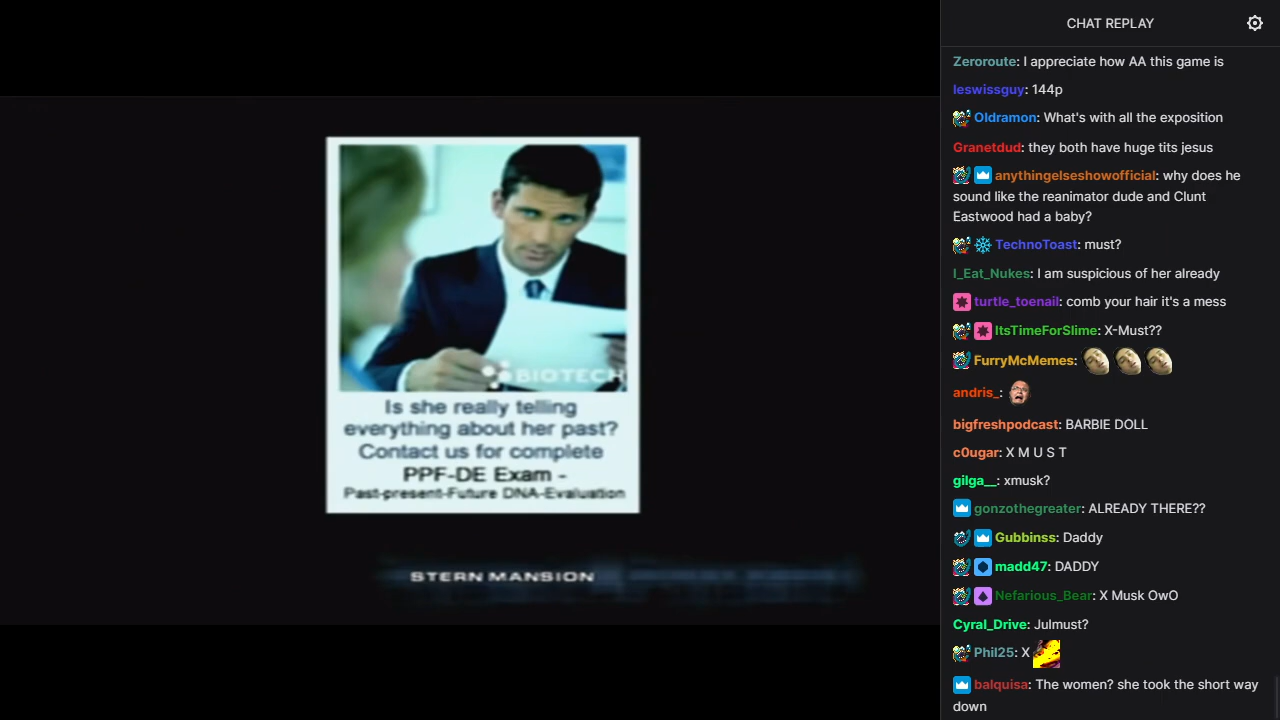 CHAT REPLAY
Zeroroute: I appreciate how AA this game is
leswissguy: 144p
Oldramon: What's with all the exposition
Granetdud: they both have huge tits jesus
anythingelseshowofficial: why does he
sound like the reanimator dude and Clunt
Eastwood had a baby?
TechnoToast: must?
I_Eat_Nukes: I am suspicious of her already
turtle_toenail: comb your hair it's a mess
ItsTimeForSlime: X-Must??
FurryMcMemes:
andris_:
bigfreshpodcast: BARBIE DOLL
c0ugar: X M U S T
gilga__: xmusk?
gonzothegreater: ALREADY THERE??
Gubbinss: Daddy
madd47: DADDY
Nefarious_Bear: X Musk OwO
Cyral_Drive: Julmust?
Phil25: X
balquisa: The women? she took the short way
down
BIOTECH
Is she really telling
everything about her past?
Contact us for complete
PPF-DE Exam -
Past-present-Future DNA-Evaluation
STERN MANSION